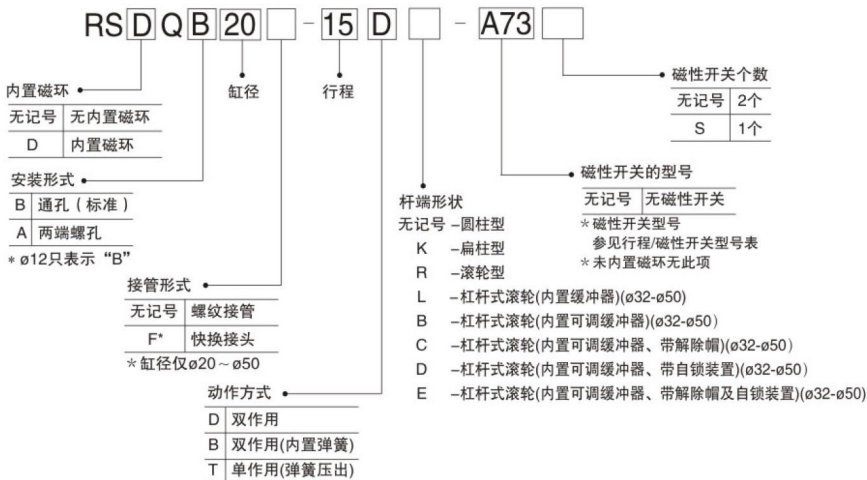 RSDQB20 - 15D - A73
内置磁环
无记号 无内置磁环
D 内置磁环
安装形式
B 通孔（标准）
A 两端螺孔
* ø12只表示“B”
缸径
行程
接管形式
无记号 螺纹接管
F* 快换接头
*缸径仅ø20～ø50
动作方式
D 双作用
B 双作用(内置弹簧)
T 单作用(弹簧压出)
杆端形状
无记号 –圆柱型
K –扁柱型
R –滚轮型
L –杠杆式滚轮(内置缓冲器)(ø32-ø50)
B –杠杆式滚轮(内置可调缓冲器)(ø32-ø50)
C –杠杆式滚轮(内置可调缓冲器、带解除帽)(ø32-ø50)
D –杠杆式滚轮(内置可调缓冲器、带自锁装置)(ø32-ø50)
E –杠杆式滚轮(内置可调缓冲器、带解除帽及自锁装置)(ø32-ø50)
磁性开关的型号
无记号 无磁性开关
*磁性开关型号
参见行程/磁性开关型号表
*未内置磁环无此项
磁性开关个数
无记号 2个
S 1个